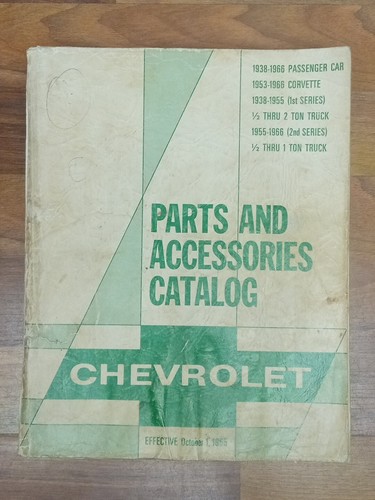 1938-1966 PASSENGER CAR
1953-1966 CORVETTE
1938-1955 (1st SERIES)
½ THRU 2 TON TRUCK
1955-1966 (2nd SERIES)
½ THRU 1 TON TRUCK
PARTS AND
ACCESSORIES
CATALOG
CHEVROLET
EFFECTIVE October 1,